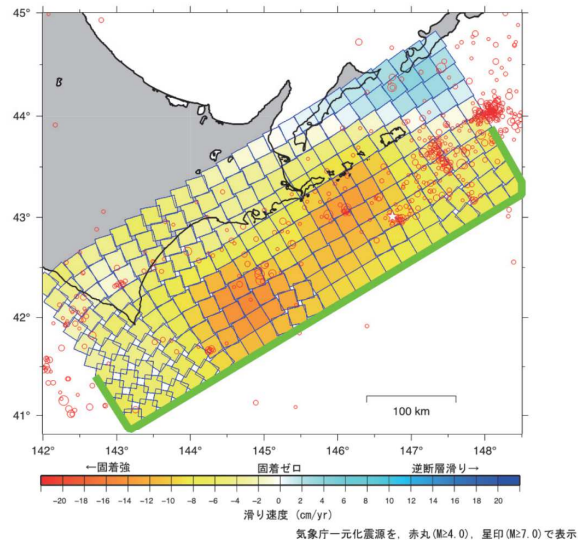 45°
44°
43°
42°
41°
100 km
142° 143° 144° 145° 146° 147° 148°
←固着強 固着ゼロ 逆断層滑り→
−20 −18 −16 −14 −12 −10 −8 −6 −4 −2 0 2 4 6 8 10 12 14 16 18 20
滑り速度 (cm/yr)
気象庁一元化震源を，赤丸(M≥4.0)，星印(M≥7.0)で表示